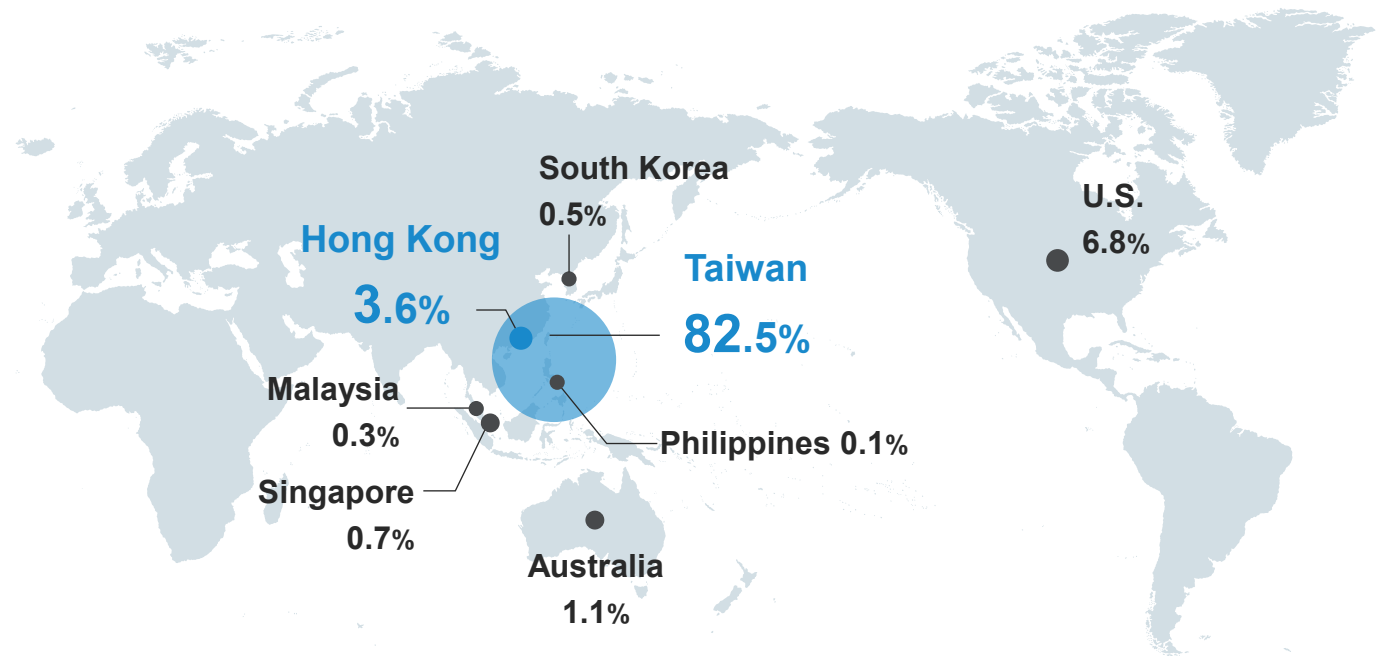 South Korea
0.5%
U.S.
6.8%
Hong Kong
3.6%
Taiwan
82.5%
Malaysia
0.3%
Philippines 0.1%
Singapore
0.7%
Australia
1.1%